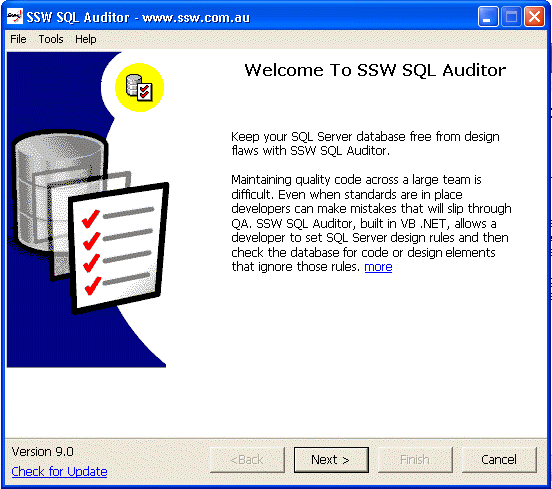 SSW SQL Auditor - www.ssw.com.au
File Tools Help
Welcome To SSW SQL Auditor
Keep your SQL Server database free from design
flaws with SSW SQL Auditor.
Maintaining quality code across a large team is
difficult. Even when standards are in place
developers can make mistakes that will slip through
QA. SSW SQL Auditor, built in VB .NET, allows a
developer to set SQL Server design rules and then
check the database for code or design elements
that ignore those rules. more
Version 9.0
Check for Update
<Back Next > Finish Cancel